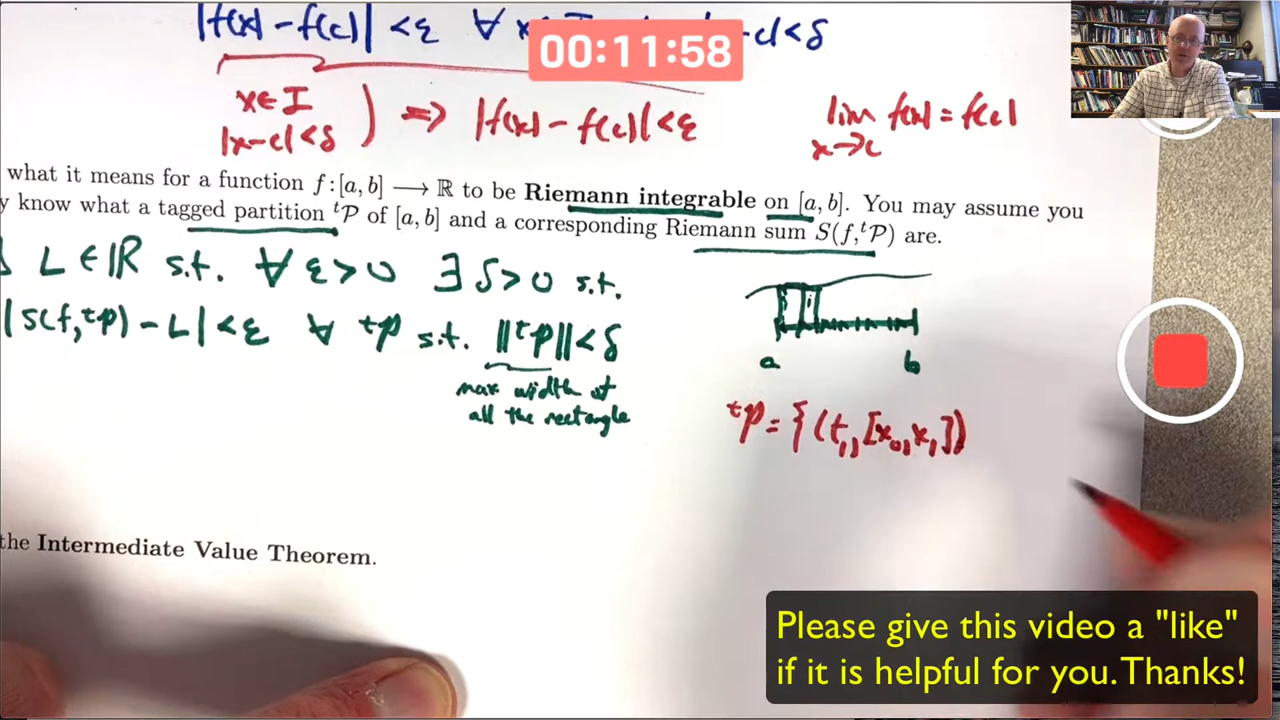 |f(x) - f(c)| < ε ∀ x ∈ I -c| < δ
00:11:58
x ∈ I
|x-c| < δ ) ⇒ |f(x) - f(c)| < ε
lim f(x) = f(c)
x→c
what it means for a function f : [a, b] ⟶ ℝ to be Riemann integrable on [a, b]. You may assume you
y know what a tagged partition ᵗP of [a, b] and a corresponding Riemann sum S(f, ᵗP) are.
L ∈ ℝ s.t. ∀ ε > 0 ∃ δ > 0 s.t.
|S(f, ᵗP) - L| < ε ∀ ᵗP s.t. ||ᵗP|| < δ
max width of
all the rectangle
a b
ᵗP = {(t₁, [x₀, x₁])
the Intermediate Value Theorem.
Please give this video a "like"
if it is helpful for you. Thanks!